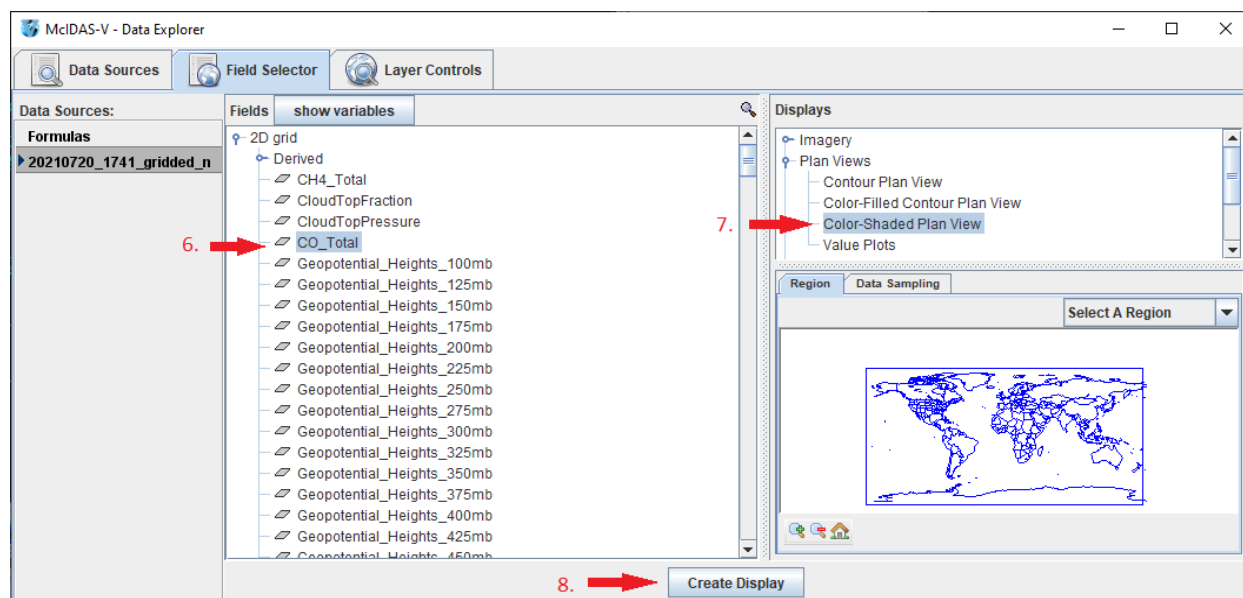 McIDAS-V - Data Explorer
Data Sources
Field Selector
Layer Controls
Data Sources:
Formulas
20210720_1741_gridded_n
Fields
show variables
2D grid
Derived
CH4_Total
CloudTopFraction
CloudTopPressure
6.
CO_Total
Geopotential_Heights_100mb
Geopotential_Heights_125mb
Geopotential_Heights_150mb
Geopotential_Heights_175mb
Geopotential_Heights_200mb
Geopotential_Heights_225mb
Geopotential_Heights_250mb
Geopotential_Heights_275mb
Geopotential_Heights_300mb
Geopotential_Heights_325mb
Geopotential_Heights_350mb
Geopotential_Heights_375mb
Geopotential_Heights_400mb
Geopotential_Heights_425mb
Geopotential_Heights_450mb
Displays
Imagery
Plan Views
Contour Plan View
Color-Filled Contour Plan View
7.
Color-Shaded Plan View
Value Plots
Region
Data Sampling
Select A Region
8.
Create Display